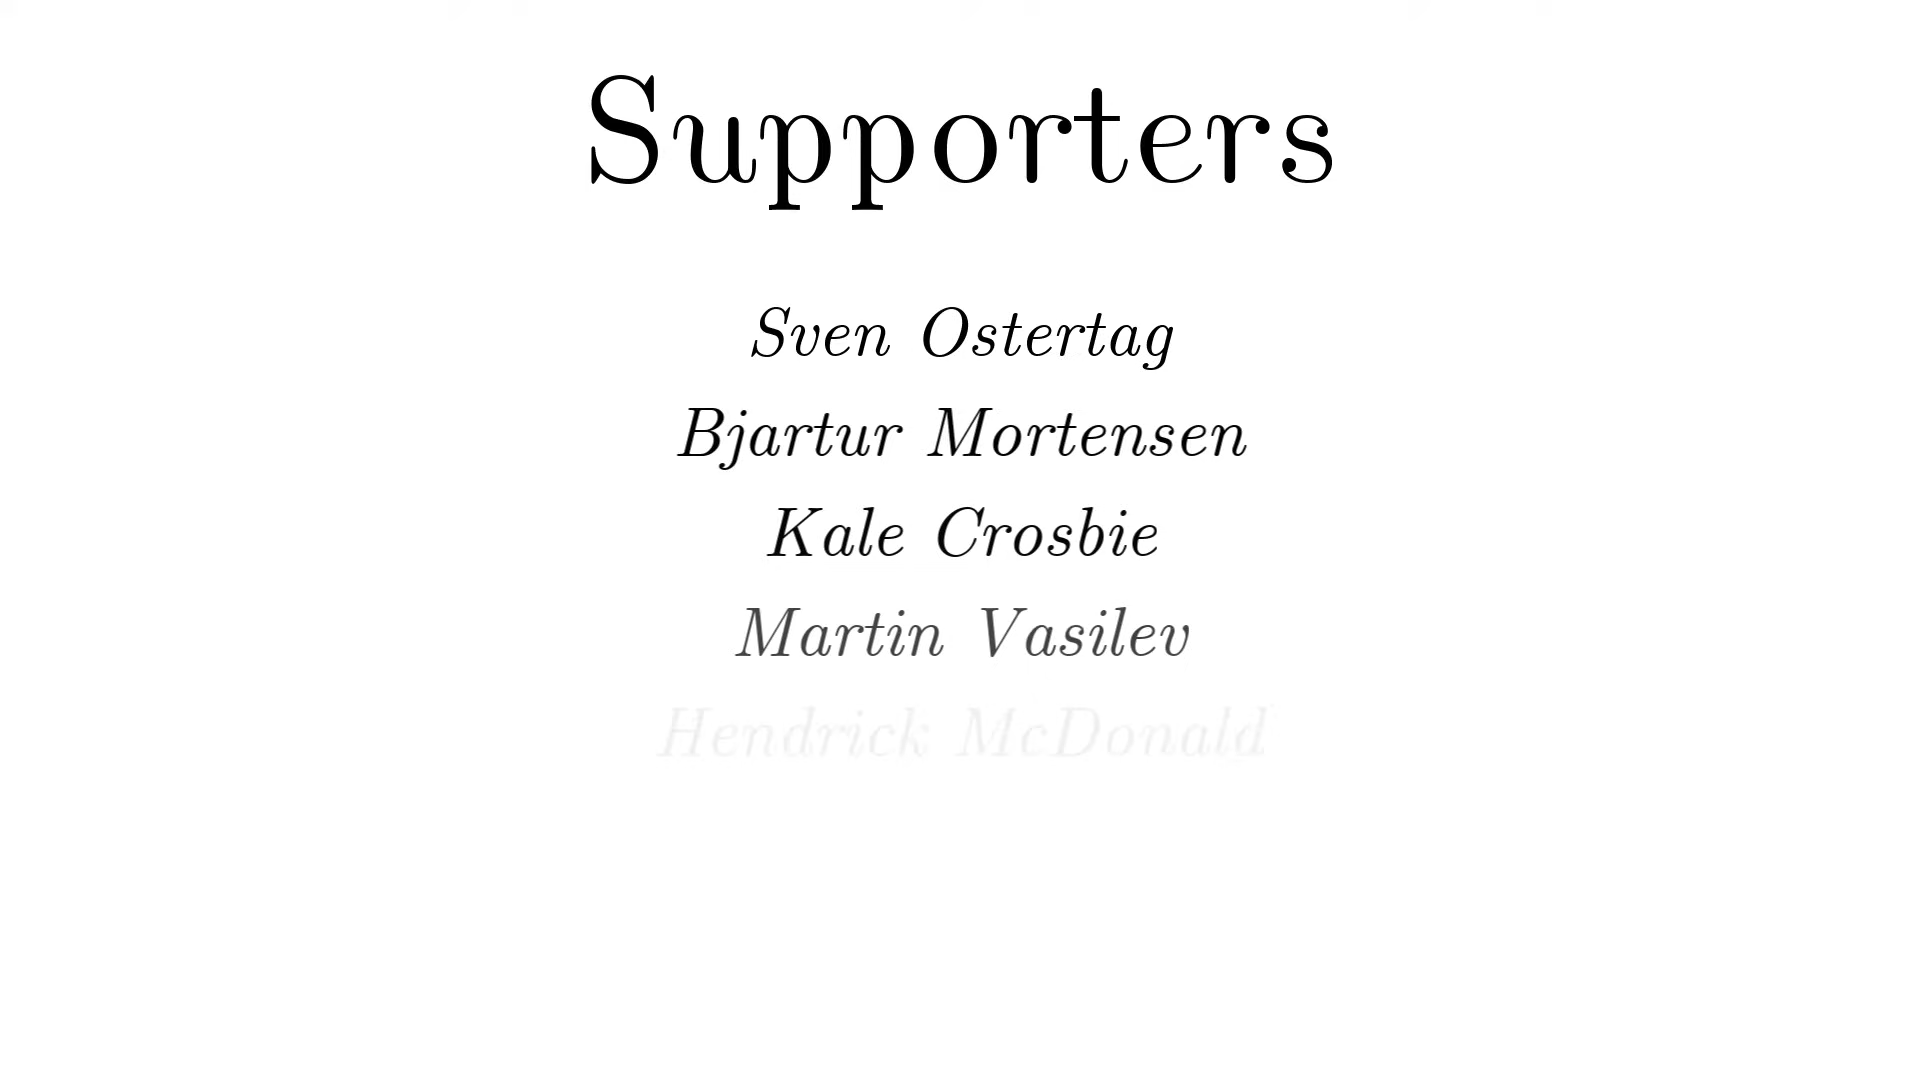 Supporters
Sven Ostertag
Bjartur Mortensen
Kale Crosbie
Martin Vasilev
Hendrick McDonald